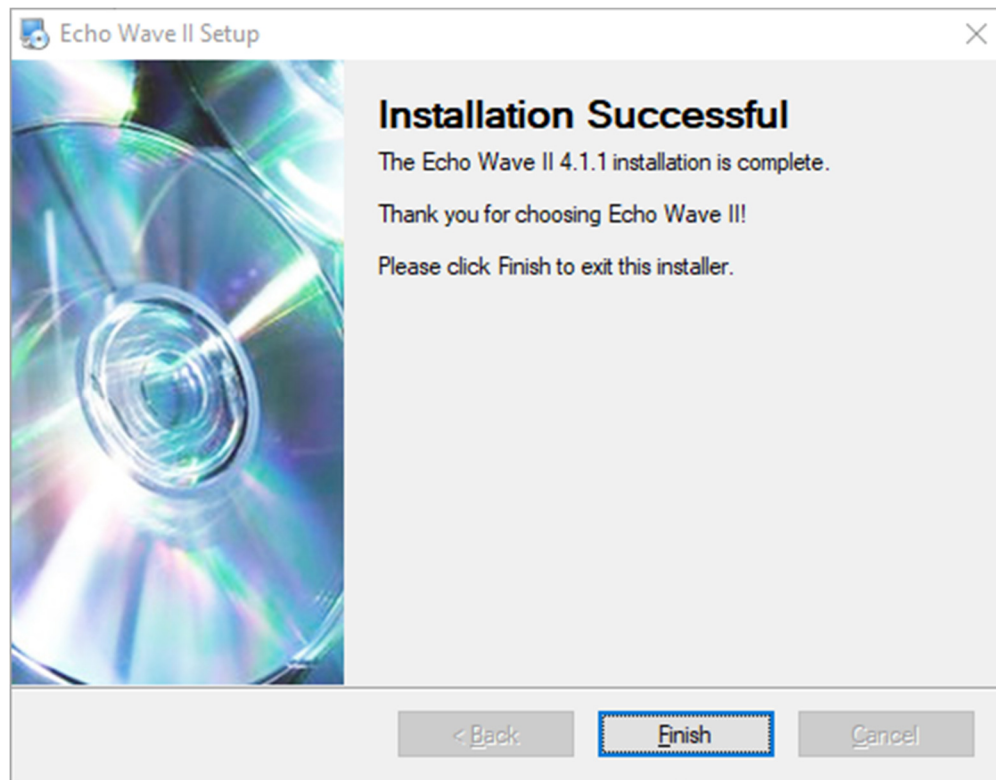 Echo Wave II Setup
Installation Successful
The Echo Wave II 4.1.1 installation is complete.
Thank you for choosing Echo Wave II!
Please click Finish to exit this installer.
< Back
Finish
Cancel